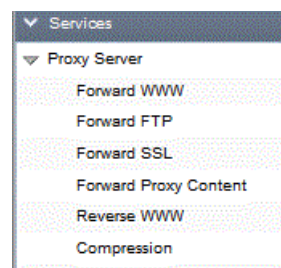 Services
Proxy Server
Forward WWW
Forward FTP
Forward SSL
Forward Proxy Content
Reverse WWW
Compression